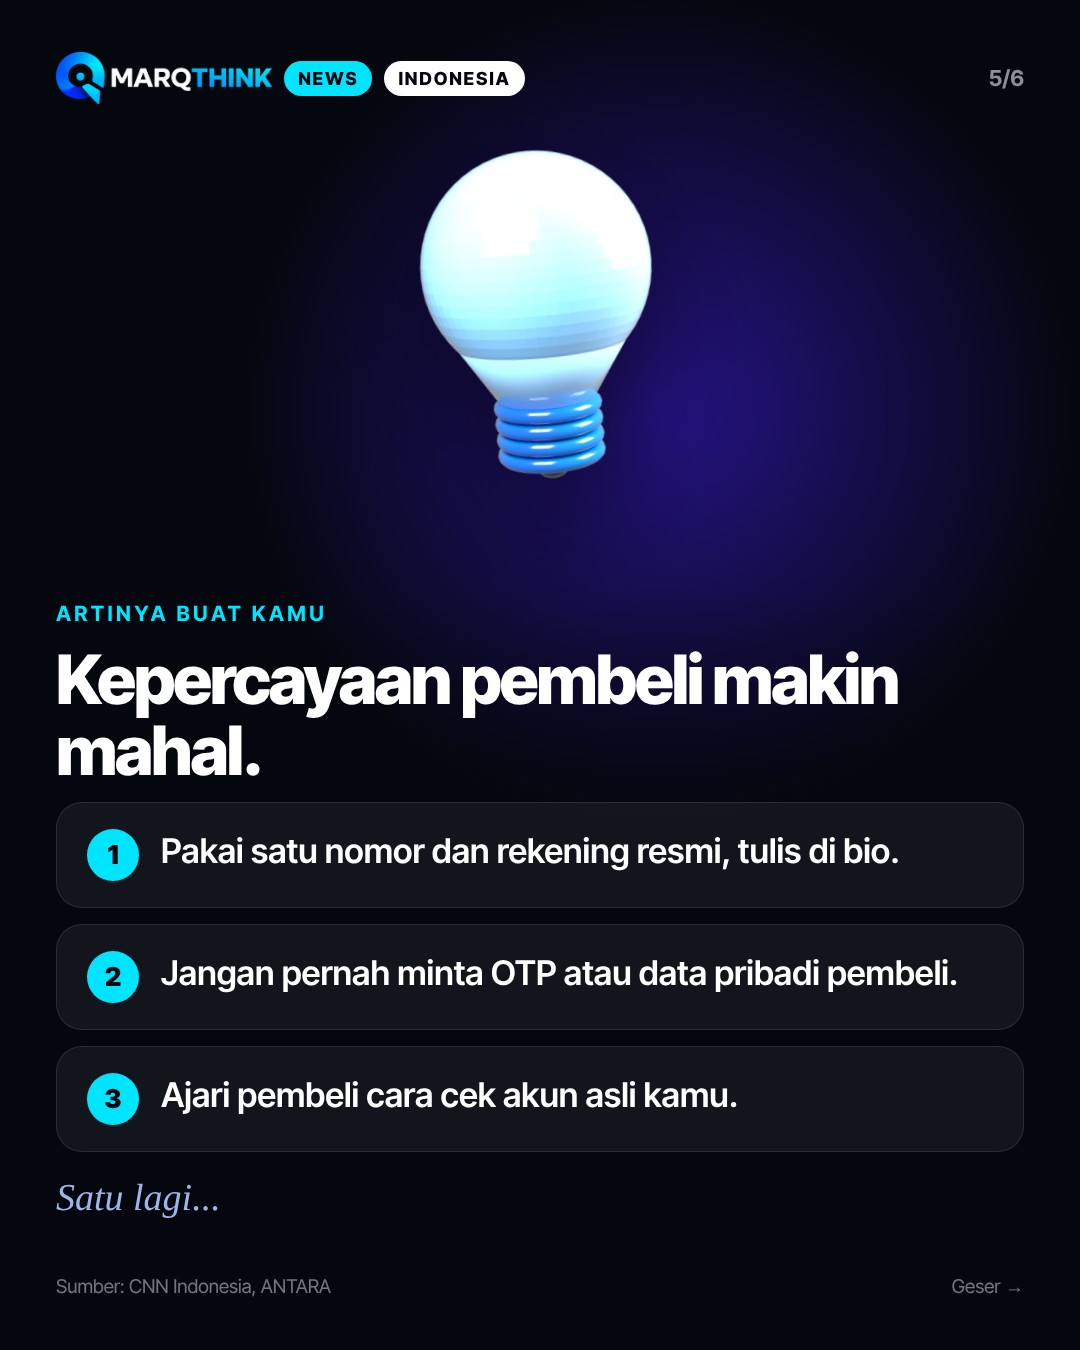 MARQTHINK NEWS INDONESIA 5/6
ARTINYA BUAT KAMU
Kepercayaan pembeli makin
mahal.
1 Pakai satu nomor dan rekening resmi, tulis di bio.
2 Jangan pernah minta OTP atau data pribadi pembeli.
3 Ajari pembeli cara cek akun asli kamu.
Satu lagi...
Sumber: CNN Indonesia, ANTARA Geser →